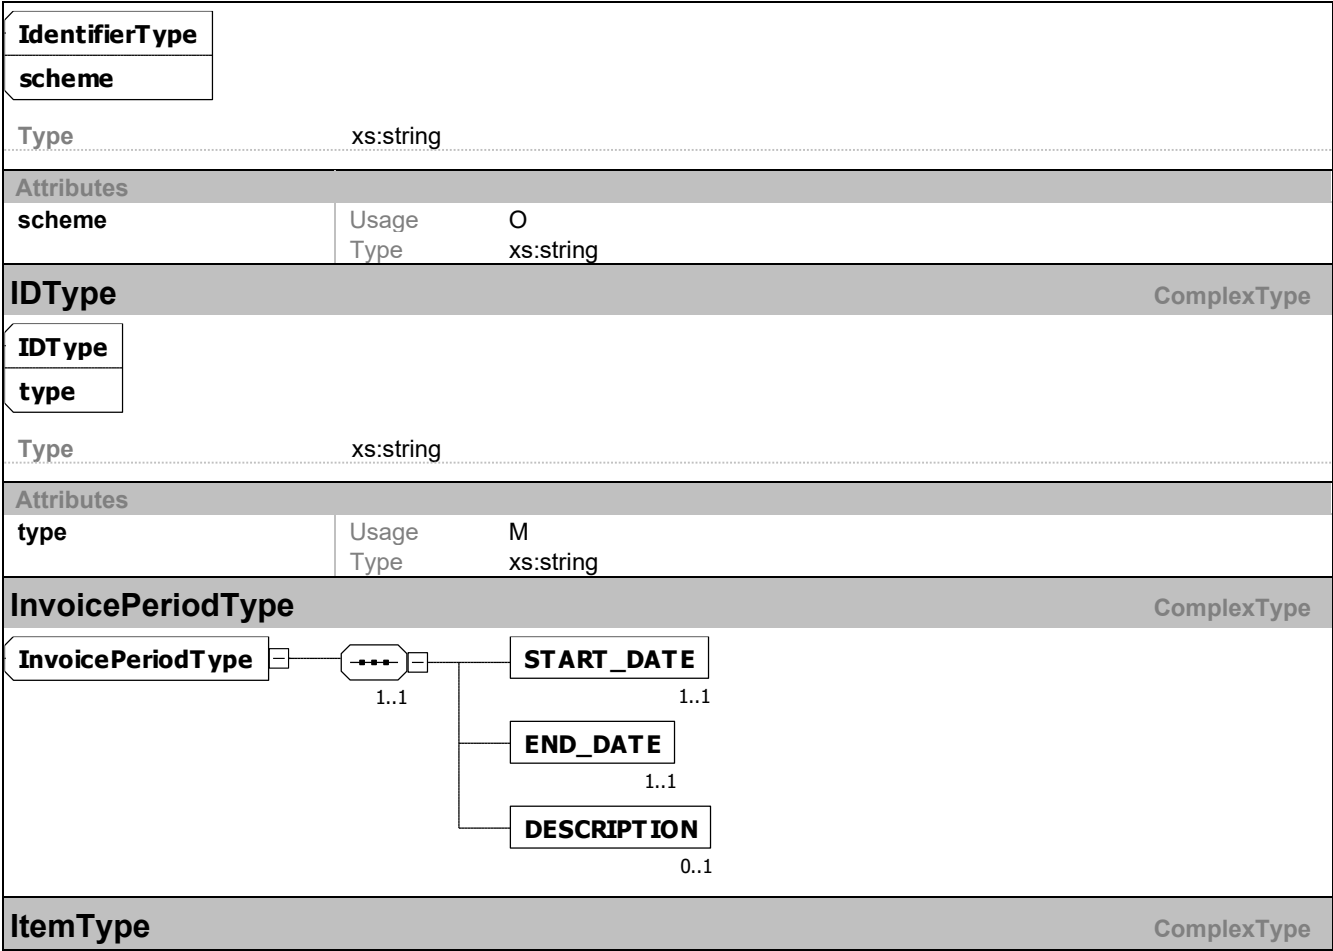 IdentifierType
scheme
Type xs:string
Attributes
scheme Usage O
Type xs:string
IDType ComplexType
IDType
type
Type xs:string
Attributes
type Usage M
Type xs:string
InvoicePeriodType ComplexType
InvoicePeriodType START_DATE
1..1 1..1
END_DATE
1..1
DESCRIPTION
0..1
ItemType ComplexType